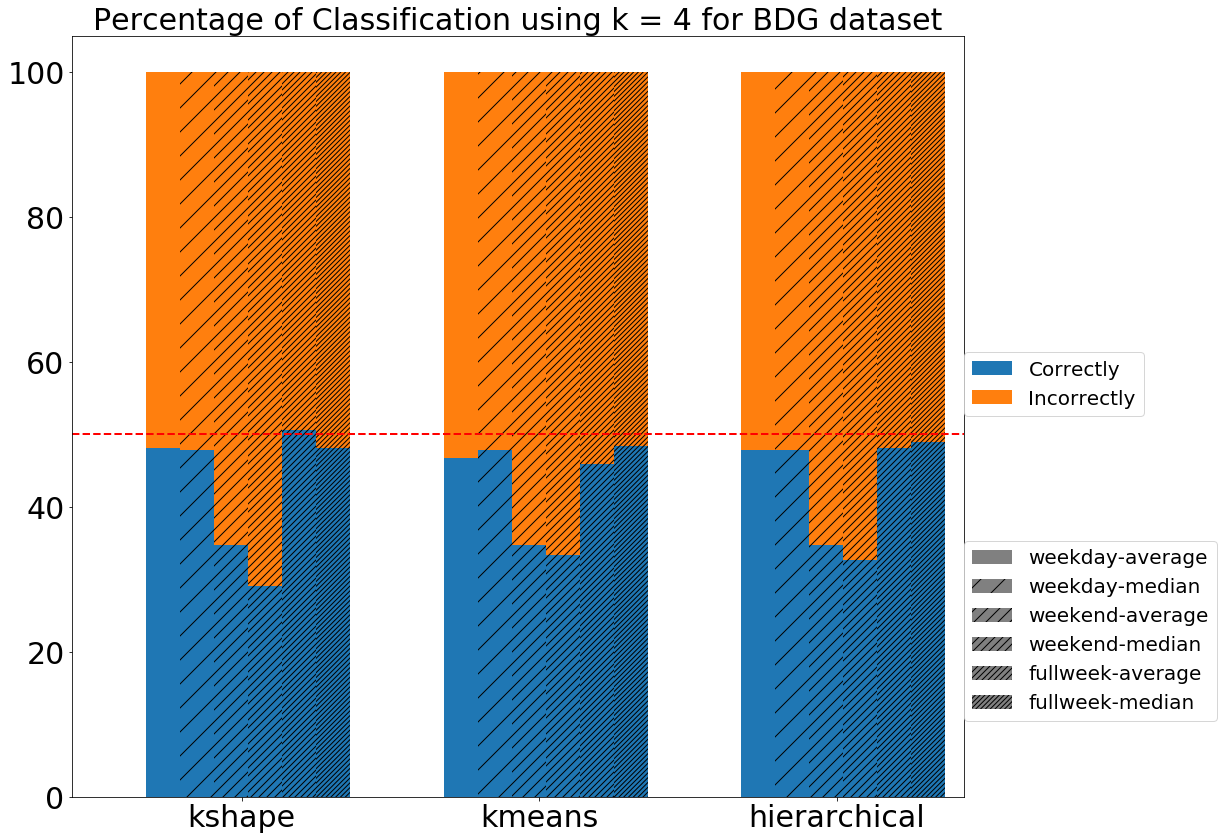 Percentage of Classification using k = 4 for BDG dataset
100
80
60
40
20
0
kshape
kmeans
hierarchical
Correctly
Incorrectly
weekday-average
weekday-median
weekend-average
weekend-median
fullweek-average
fullweek-median